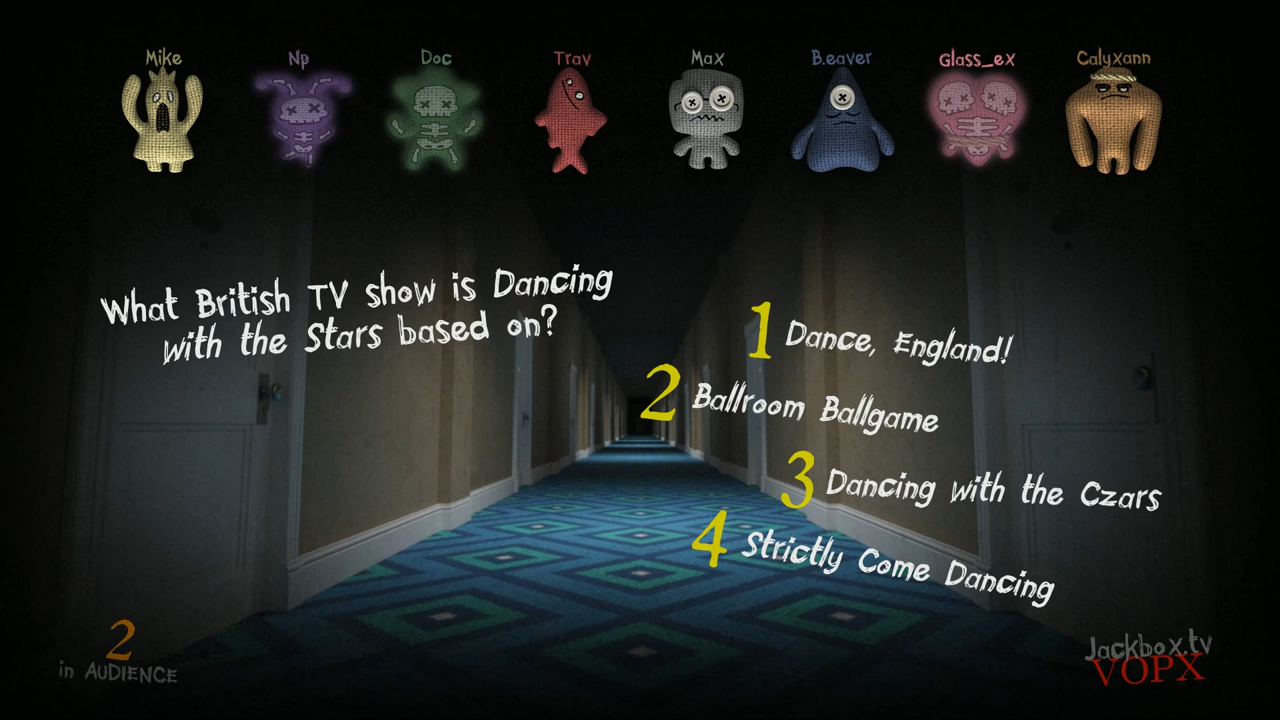 Mike
Np
Doc
Trav
Max
B.eaver
Glass_ex
Calyxann
What British TV show is Dancing
with the Stars based on?
1 Dance, England!
2 Ballroom Ballgame
3 Dancing with the Czars
4 Strictly Come Dancing
2
in AUDIENCE
Jackbox.tv
VOPX